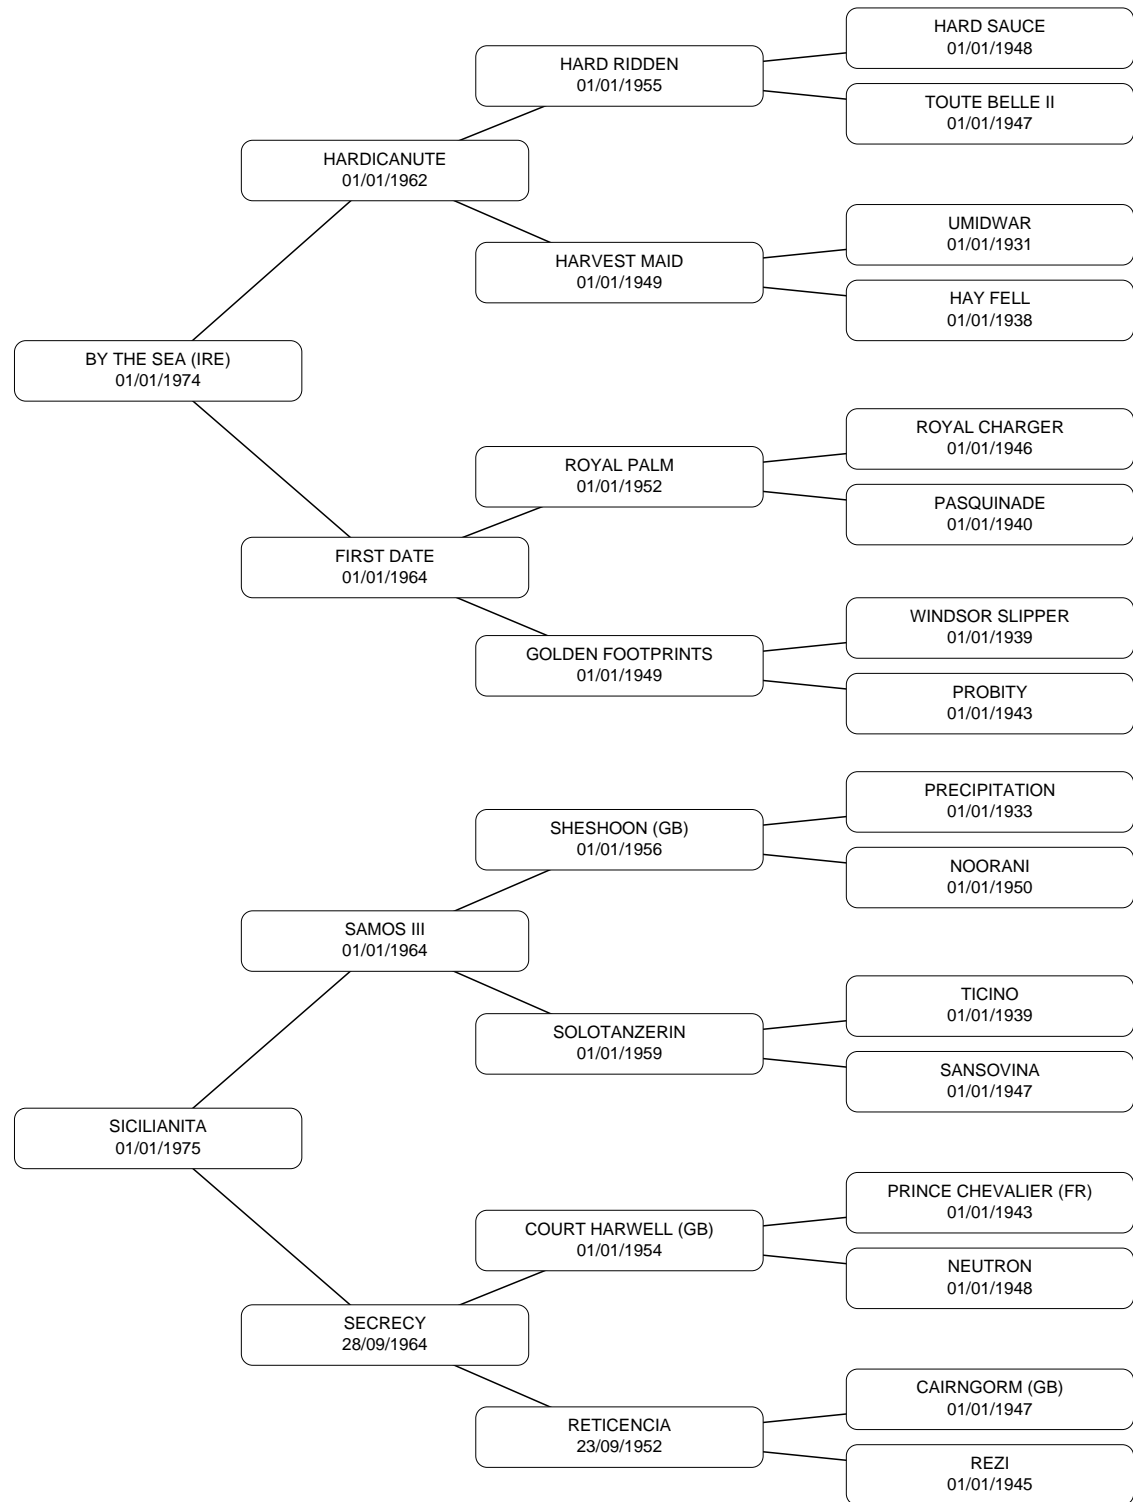 HARD SAUCE
01/01/1948
HARD RIDDEN
01/01/1955
TOUTE BELLE II
01/01/1947
HARDICANUTE
01/01/1962
UMIDWAR
01/01/1931
HARVEST MAID
01/01/1949
HAY FELL
01/01/1938
BY THE SEA (IRE)
01/01/1974
ROYAL CHARGER
01/01/1946
ROYAL PALM
01/01/1952
PASQUINADE
01/01/1940
FIRST DATE
01/01/1964
WINDSOR SLIPPER
01/01/1939
GOLDEN FOOTPRINTS
01/01/1949
PROBITY
01/01/1943
PRECIPITATION
01/01/1933
SHESHOON (GB)
01/01/1956
NOORANI
01/01/1950
SAMOS III
01/01/1964
TICINO
01/01/1939
SOLOTANZERIN
01/01/1959
SANSOVINA
01/01/1947
SICILIANITA
01/01/1975
PRINCE CHEVALIER (FR)
01/01/1943
COURT HARWELL (GB)
01/01/1954
NEUTRON
01/01/1948
SECRECY
28/09/1964
CAIRNGORM (GB)
01/01/1947
RETICENCIA
23/09/1952
REZI
01/01/1945